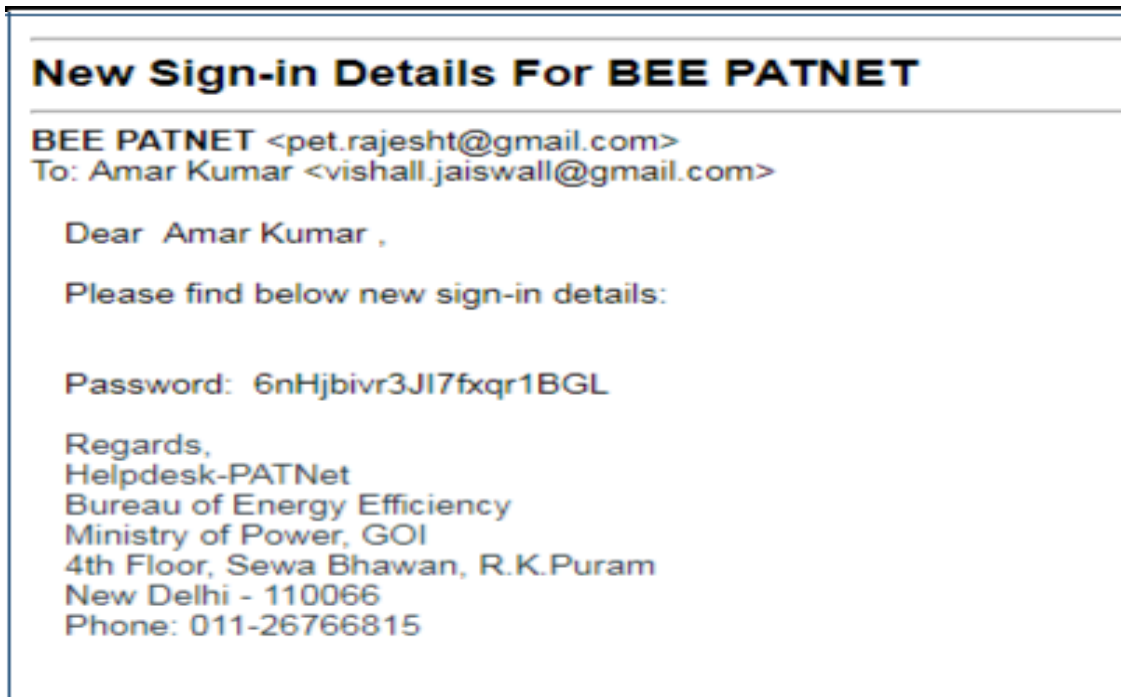 New Sign-in Details For BEE PATNET
BEE PATNET <pet.rajesht@gmail.com>
To: Amar Kumar <vishall.jaiswall@gmail.com>
Dear Amar Kumar ,
Please find below new sign-in details:
Password: 6nHjbivr3JI7fxqr1BGL
Regards,
Helpdesk-PATNet
Bureau of Energy Efficiency
Ministry of Power, GOI
4th Floor, Sewa Bhawan, R.K.Puram
New Delhi - 110066
Phone: 011-26766815